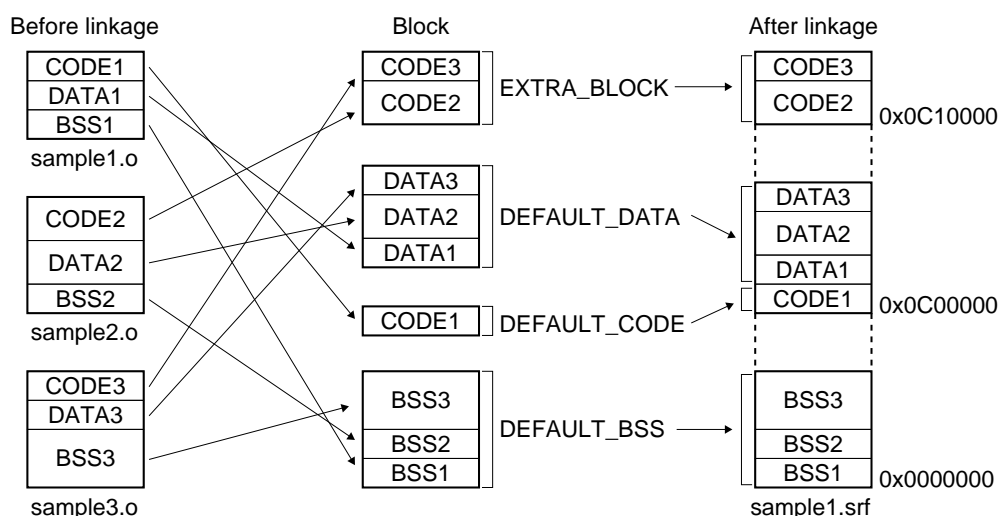 Before linkage
CODE1
DATA1
BSS1
sample1.o
CODE2
DATA2
BSS2
sample2.o
CODE3
DATA3
BSS3
sample3.o
Block
CODE3
CODE2
EXTRA_BLOCK
DATA3
DATA2
DATA1
DEFAULT_DATA
CODE1
DEFAULT_CODE
BSS3
BSS2
BSS1
DEFAULT_BSS
After linkage
CODE3
CODE2
0x0C10000
DATA3
DATA2
DATA1
CODE1
0x0C00000
BSS3
BSS2
BSS1
0x0000000
sample1.srf